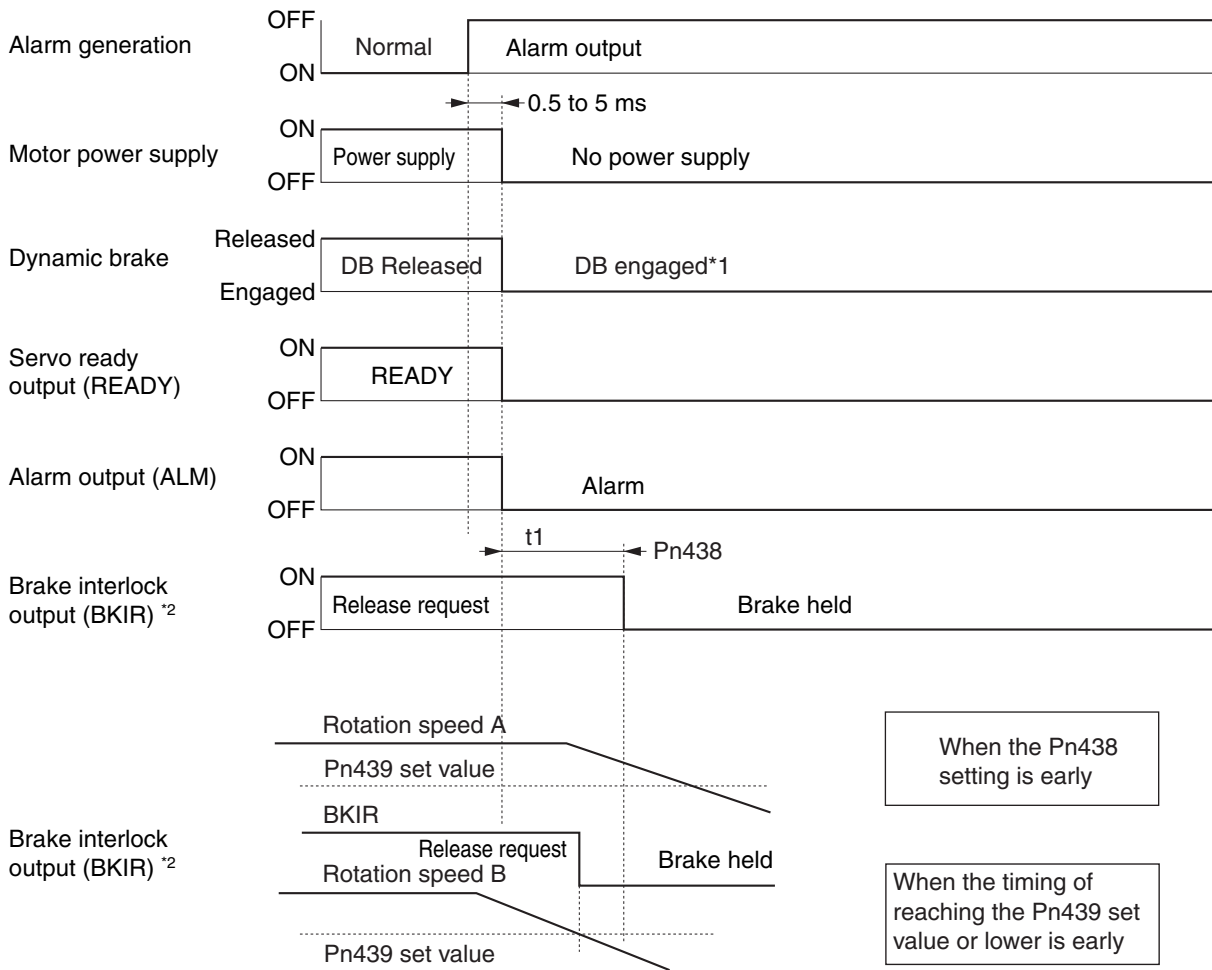 Alarm generation
OFF
ON
Normal
Alarm output
0.5 to 5 ms
Motor power supply
ON
OFF
Power supply
No power supply
Dynamic brake
Released
Engaged
DB Released
DB engaged*1
Servo ready
output (READY)
ON
OFF
READY
Alarm output (ALM)
ON
OFF
Alarm
t1
Pn438
Brake interlock
output (BKIR) *2
ON
OFF
Release request
Brake held
Rotation speed A
Pn439 set value
When the Pn438
setting is early
Brake interlock
output (BKIR) *2
BKIR
Release request
Brake held
Rotation speed B
Pn439 set value
When the timing of
reaching the Pn439 set
value or lower is early